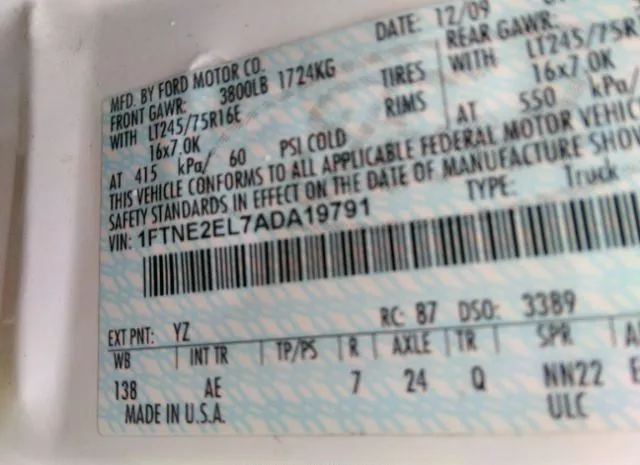 DATE: 12/09
MFD. BY FORD MOTOR CO.
FRONT GAWR: 3800LB 1724KG
REAR GAWR:
WITH LT245/75R16E TIRES
WITH LT245/75R
16x7.0K RIMS
16x7.0K
AT 415 kPa/ 60 PSI COLD
AT 550 kPa/
THIS VEHICLE CONFORMS TO ALL APPLICABLE FEDERAL MOTOR VEHIC
SAFETY STANDARDS IN EFFECT ON THE DATE OF MANUFACTURE SHOW
VIN: 1FTNE2EL7ADA19791
TYPE: Truck
EXT PNT: YZ RC: 87 DSO: 3389
WB INT TR TP/PS R AXLE TR SPR
138 AE 7 24 Q NN22
MADE IN U.S.A. ULC